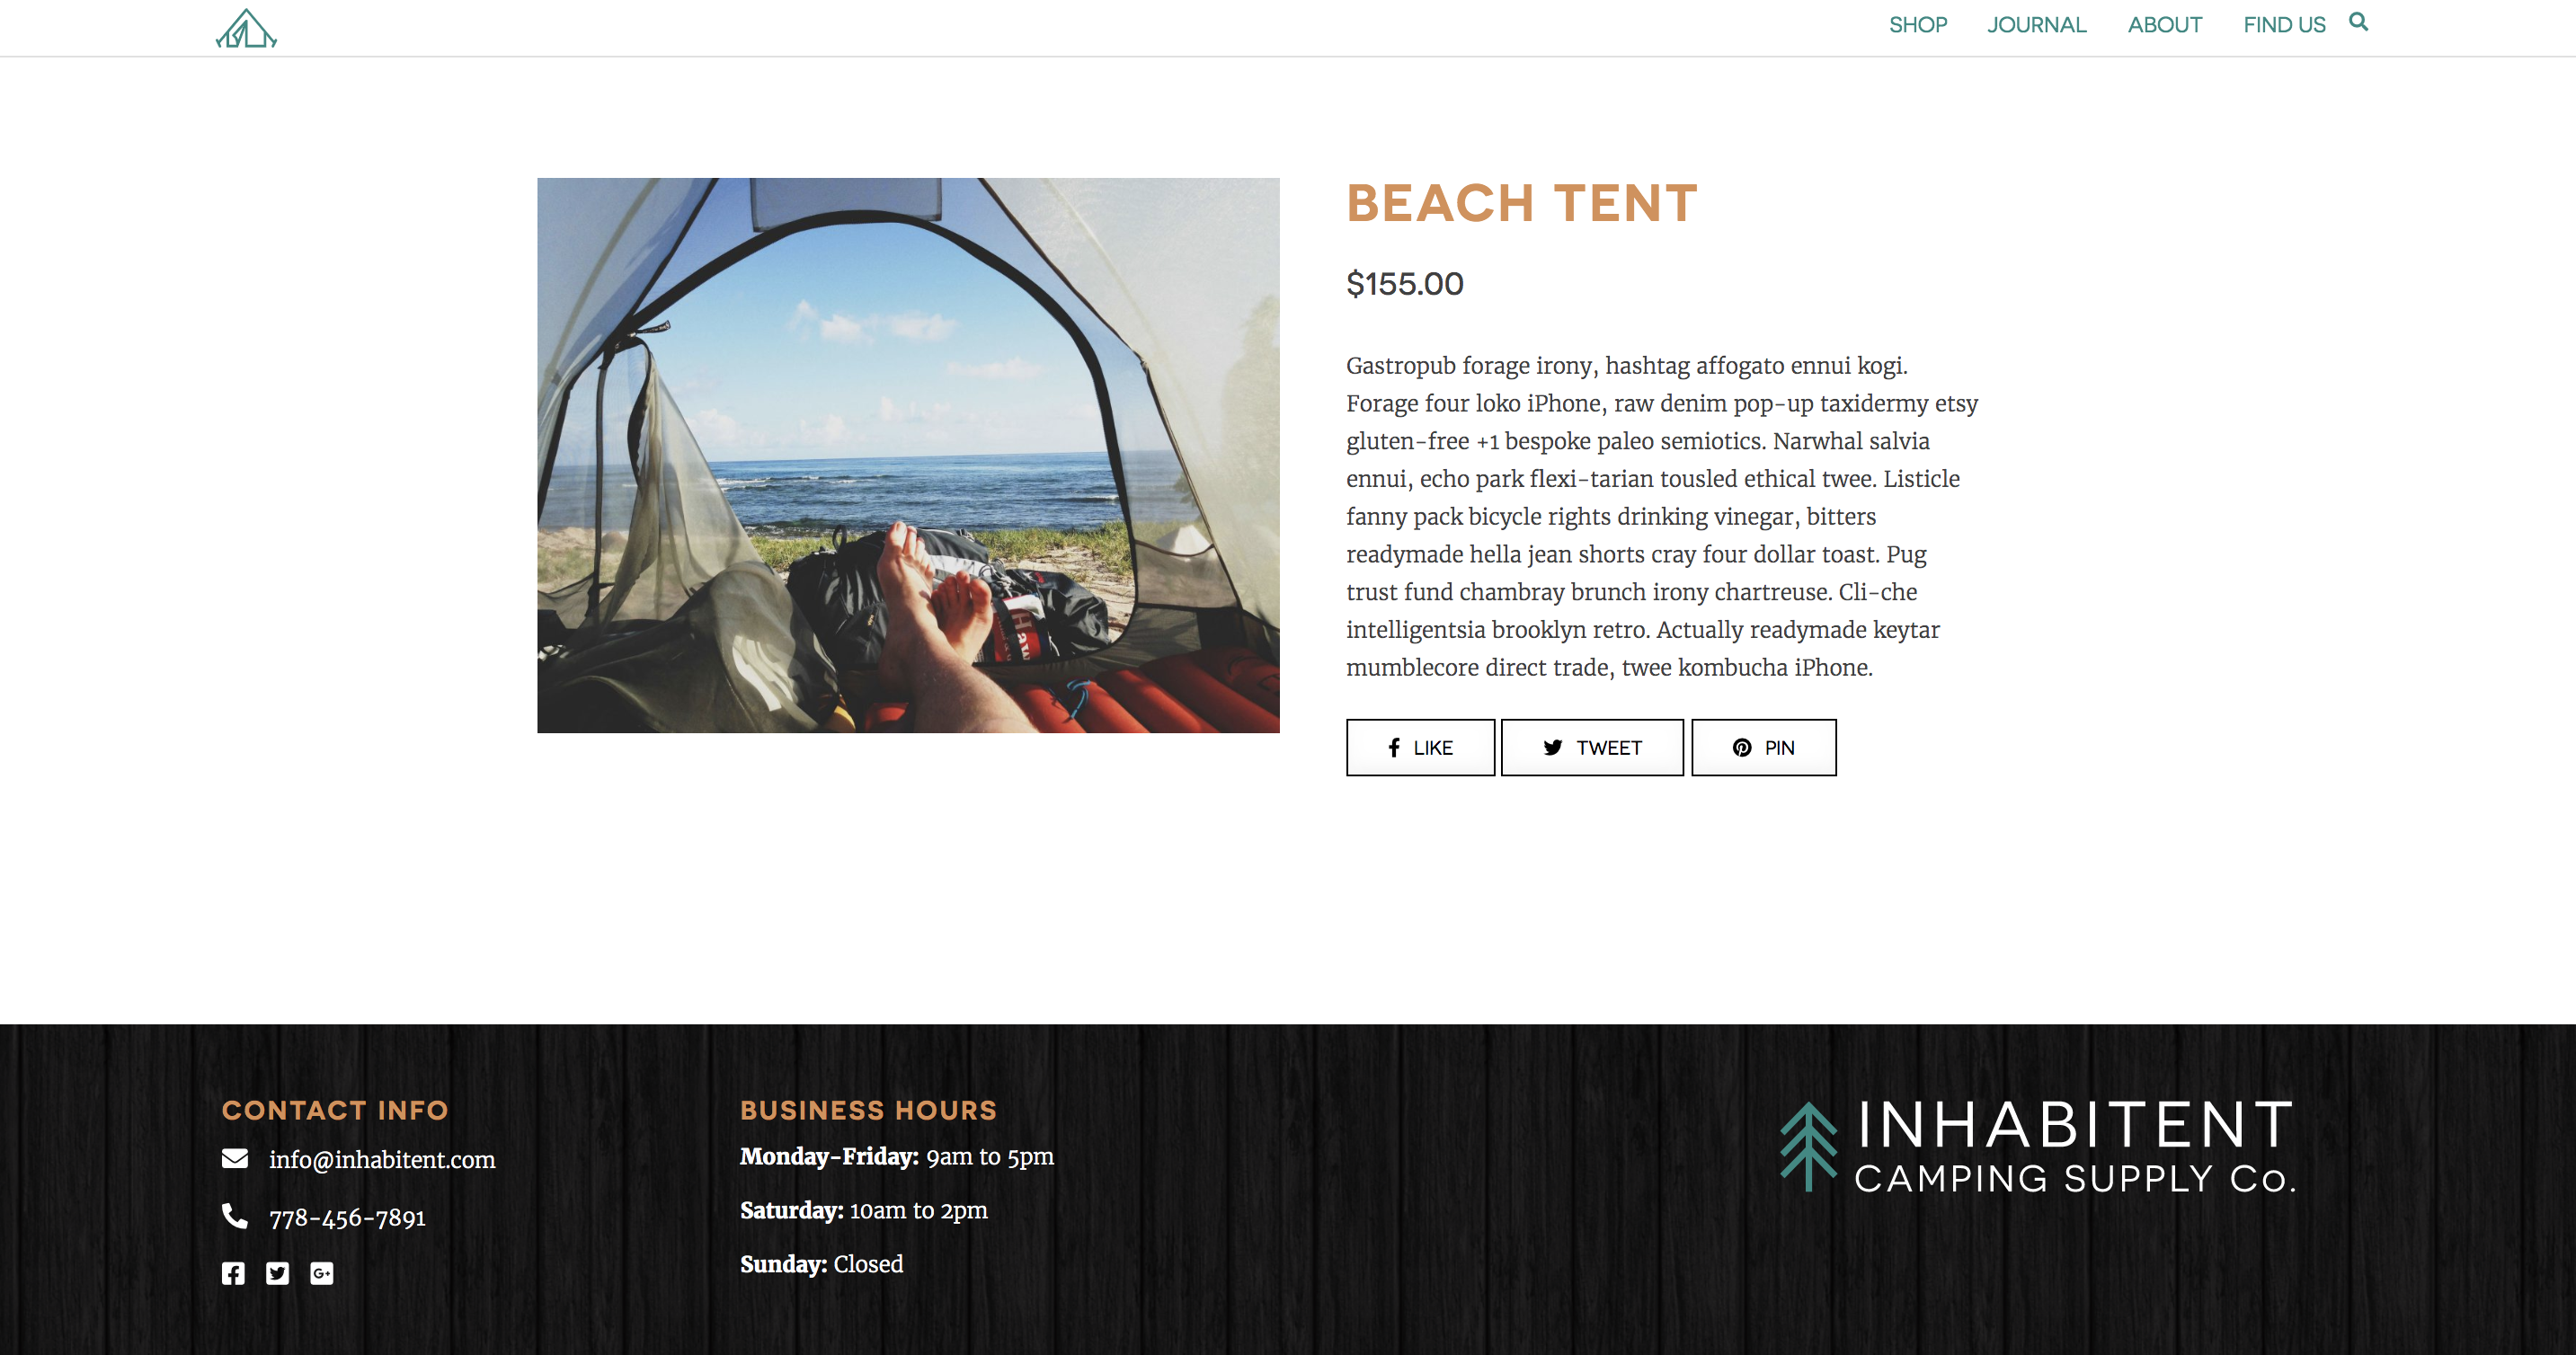 SHOP JOURNAL ABOUT FIND US
BEACH TENT
$155.00
Gastropub forage irony, hashtag affogato ennui kogi.
Forage four loko iPhone, raw denim pop-up taxidermy etsy
gluten-free +1 bespoke paleo semiotics. Narwhal salvia
ennui, echo park flexi-tarian tousled ethical twee. Listicle
fanny pack bicycle rights drinking vinegar, bitters
readymade hella jean shorts cray four dollar toast. Pug
trust fund chambray brunch irony chartreuse. Cli-che
intelligentsia brooklyn retro. Actually readymade keytar
mumblecore direct trade, twee kombucha iPhone.
LIKE TWEET PIN
CONTACT INFO
info@inhabitent.com
778-456-7891
BUSINESS HOURS
Monday-Friday: 9am to 5pm
Saturday: 10am to 2pm
Sunday: Closed
INHABITENT
CAMPING SUPPLY Co.